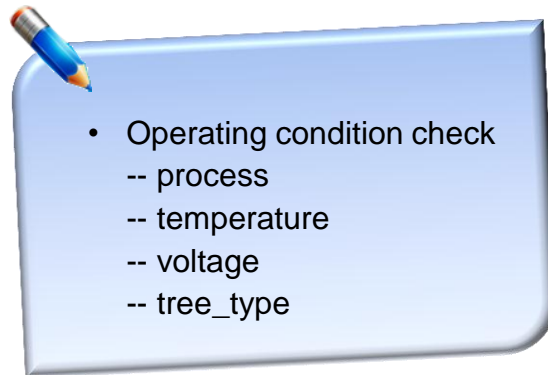 • Operating condition check
-- process
-- temperature
-- voltage
-- tree_type